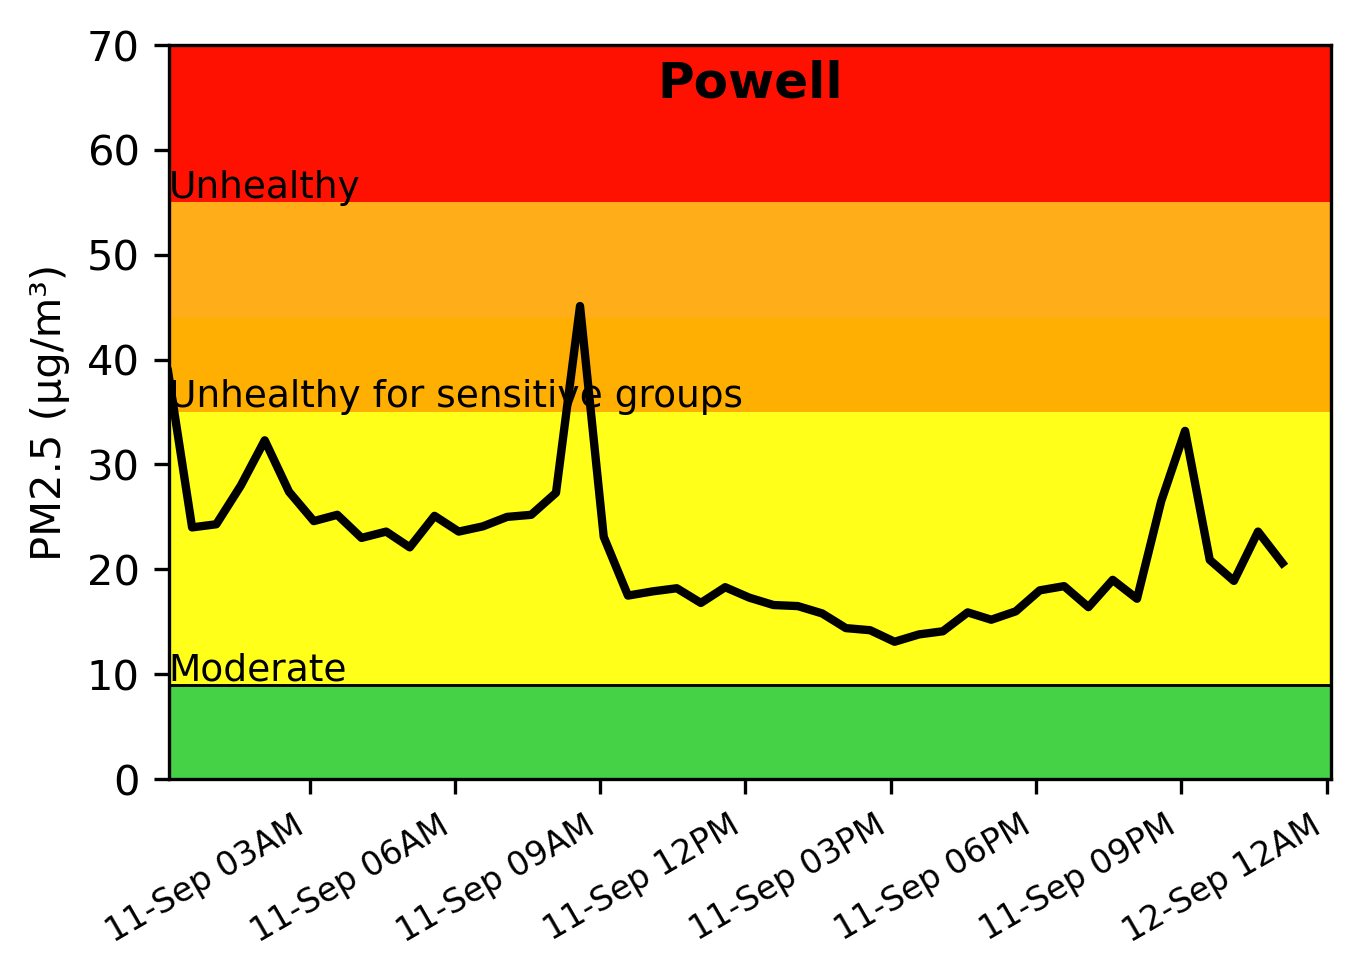 Powell
PM2.5 (µg/m³)
70
60
50
40
30
20
10
0
Unhealthy
Unhealthy for sensitive groups
Moderate
11-Sep 03AM
11-Sep 06AM
11-Sep 09AM
11-Sep 12PM
11-Sep 03PM
11-Sep 06PM
11-Sep 09PM
12-Sep 12AM